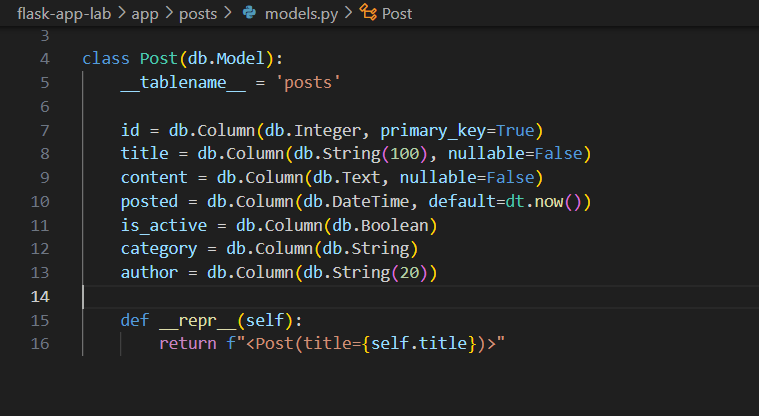 flask-app-lab > app > posts > models.py > Post
3
4 class Post(db.Model):
5     __tablename__ = 'posts'
6
7     id = db.Column(db.Integer, primary_key=True)
8     title = db.Column(db.String(100), nullable=False)
9     content = db.Column(db.Text, nullable=False)
10     posted = db.Column(db.DateTime, default=dt.now())
11     is_active = db.Column(db.Boolean)
12     category = db.Column(db.String)
13     author = db.Column(db.String(20))
14
15     def __repr__(self):
16         return f"<Post(title={self.title})>"